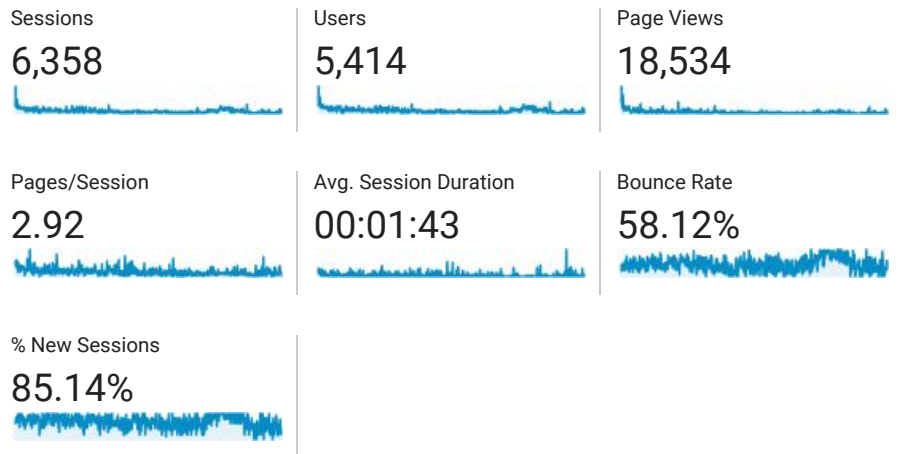 Sessions
6,358
Users
5,414
Page Views
18,534
Pages/Session
2.92
Avg. Session Duration
00:01:43
Bounce Rate
58.12%
% New Sessions
85.14%